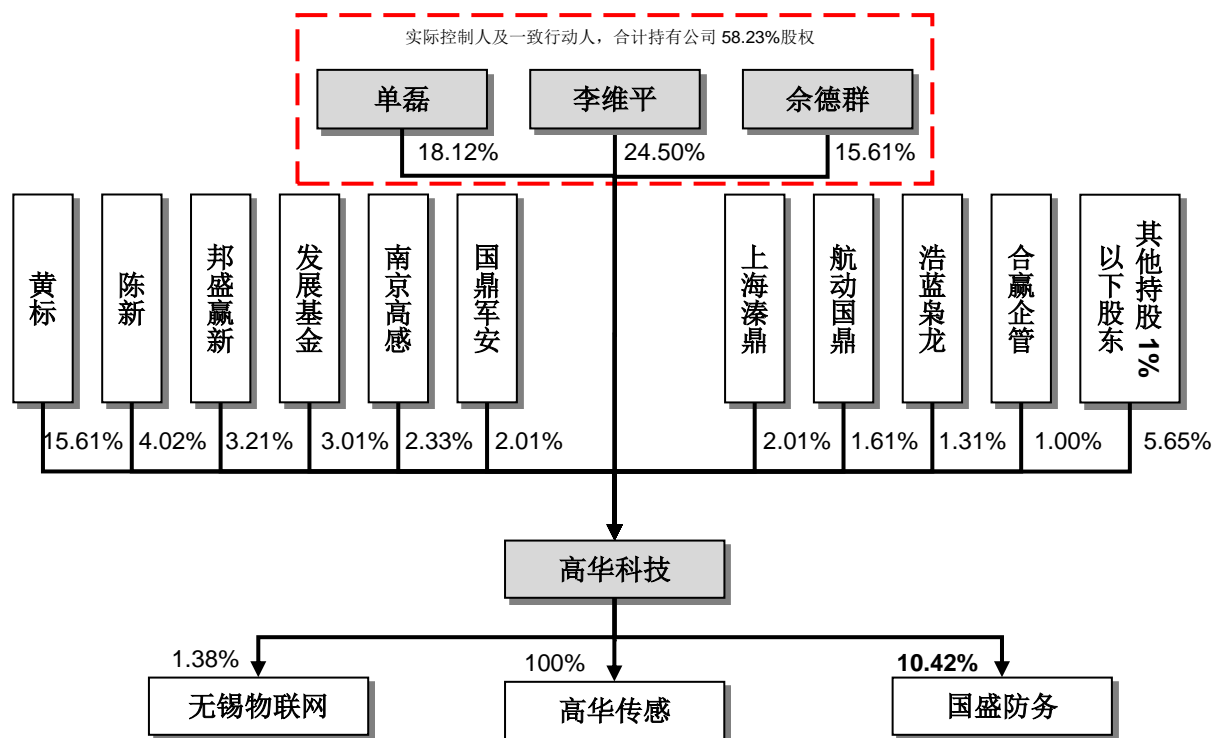 实际控制人及一致行动人，合计持有公司 58.23%股权
单磊
李维平
佘德群
18.12%
24.50%
15.61%
黄标
陈新
邦盛赢新
发展基金
南京高感
国鼎军安
上海溱鼎
航动国鼎
浩蓝枭龙
合赢企管
其他持股 1%
以下股东
15.61%
4.02%
3.21%
3.01%
2.33%
2.01%
2.01%
1.61%
1.31%
1.00%
5.65%
高华科技
1.38%
100%
10.42%
无锡物联网
高华传感
国盛防务